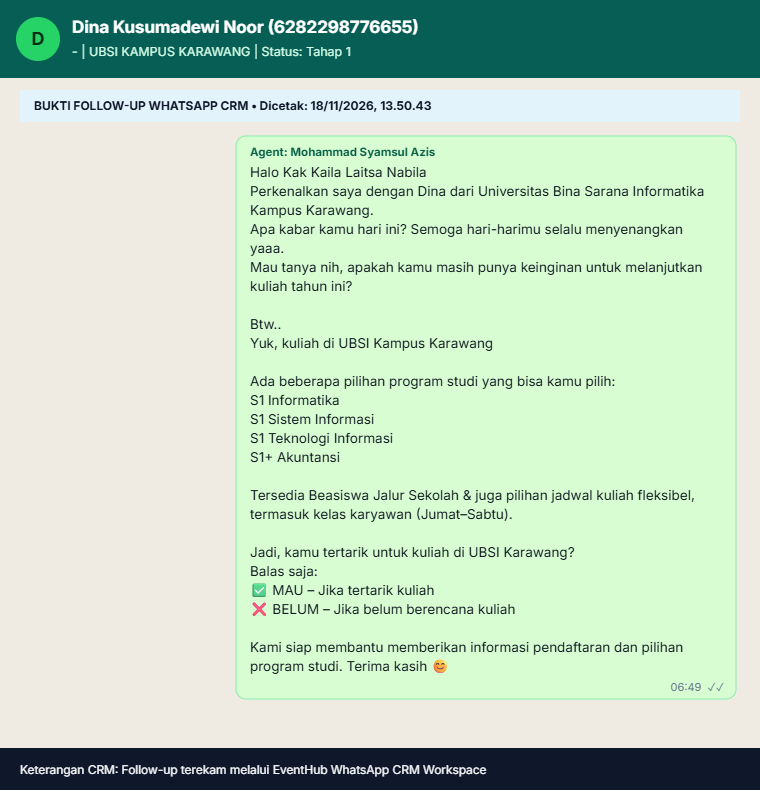 D
Dina Kusumadewi Noor (6282298776655)
- | UBSI KAMPUS KARAWANG | Status: Tahap 1
BUKTI FOLLOW-UP WHATSAPP CRM • Dicetak: 18/11/2026, 13.50.43
Agent: Mohammad Syamsul Azis
Halo Kak Kaila Laitsa Nabila
Perkenalkan saya dengan Dina dari Universitas Bina Sarana Informatika
Kampus Karawang.
Apa kabar kamu hari ini? Semoga hari-harimu selalu menyenangkan
yaaa.
Mau tanya nih, apakah kamu masih punya keinginan untuk melanjutkan
kuliah tahun ini?
Btw..
Yuk, kuliah di UBSI Kampus Karawang
Ada beberapa pilihan program studi yang bisa kamu pilih:
S1 Informatika
S1 Sistem Informasi
S1 Teknologi Informasi
S1+ Akuntansi
Tersedia Beasiswa Jalur Sekolah & juga pilihan jadwal kuliah fleksibel,
termasuk kelas karyawan (Jumat–Sabtu).
Jadi, kamu tertarik untuk kuliah di UBSI Karawang?
Balas saja:
✅ MAU – Jika tertarik kuliah
❌ BELUM – Jika belum berencana kuliah
Kami siap membantu memberikan informasi pendaftaran dan pilihan
program studi. Terima kasih 😊
06:49 ✓✓
Keterangan CRM: Follow-up terekam melalui EventHub WhatsApp CRM Workspace